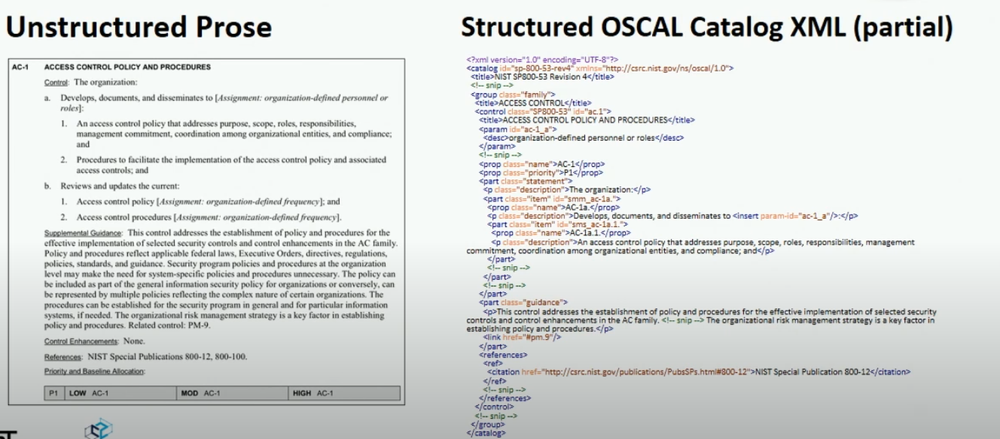 Unstructured Prose
AC-1 ACCESS CONTROL POLICY AND PROCEDURES
Control: The organization:
a. Develops, documents, and disseminates to [Assignment: organization-defined personnel or
roles]:
1. An access control policy that addresses purpose, scope, roles, responsibilities,
management commitment, coordination among organizational entities, and compliance;
and
2. Procedures to facilitate the implementation of the access control policy and associated
access controls; and
b. Reviews and updates the current:
1. Access control policy [Assignment: organization-defined frequency]; and
2. Access control procedures [Assignment: organization-defined frequency].
Supplemental Guidance: This control addresses the establishment of policy and procedures for the
effective implementation of selected security controls and control enhancements in the AC family.
Policy and procedures reflect applicable federal laws, Executive Orders, directives, regulations,
policies, standards, and guidance. Security program policies and procedures at the organization
level may make the need for system-specific policies and procedures unnecessary. The policy can
be included as part of the general information security policy for organizations or conversely, can
be represented by multiple policies reflecting the complex nature of certain organizations. The
procedures can be established for the security program in general and for particular information
systems, if needed. The organizational risk management strategy is a key factor in establishing
policy and procedures. Related control: PM-9.
Control Enhancements: None.
References: NIST Special Publications 800-12, 800-100.
Priority and Baseline Allocation:
P1 LOW AC-1 MOD AC-1 HIGH AC-1
Structured OSCAL Catalog XML (partial)
<?xml version="1.0" encoding="UTF-8"?>
<catalog id="sp-800-53-rev4" xmlns="http://csrc.nist.gov/ns/oscal/1.0">
<title>NIST SP800-53 Revision 4</title>
<!-- snip -->
<group class="family">
<title>ACCESS CONTROL</title>
<control class="SP800-53" id="ac.1">
<title>ACCESS CONTROL POLICY AND PROCEDURES</title>
<param id="ac-1_a">
<desc>organization-defined personnel or roles</desc>
</param>
<!-- snip -->
<prop class="name">AC-1</prop>
<prop class="priority">P1</prop>
<part class="statement">
<p class="description">The organization:</p>
<part class="item" id="smm_ac-1a.">
<prop class="name">AC-1a.</prop>
<p class="description">Develops, documents, and disseminates to <insert param-id="ac-1_a"/>:</p>
<part class="item" id="sms_ac-1a.1.">
<prop class="name">AC-1a.1.</prop>
<p class="description">An access control policy that addresses purpose, scope, roles, responsibilities, management
commitment, coordination among organizational entities, and compliance; and</p>
</part>
<!-- snip -->
</part>
<!-- snip -->
</part>
<part class="guidance">
<p>This control addresses the establishment of policy and procedures for the effective implementation of selected security
controls and control enhancements in the AC family. <!-- snip --> The organizational risk management strategy is a key factor in
establishing policy and procedures.</p>
<link href="#pm.9"/>
</part>
<references>
<ref>
<citation href="http://csrc.nist.gov/publications/PubsSPs.html#800-12">NIST Special Publication 800-12</citation>
</ref>
<!-- snip -->
</references>
</control>
<!-- snip -->
</group>
</catalog>